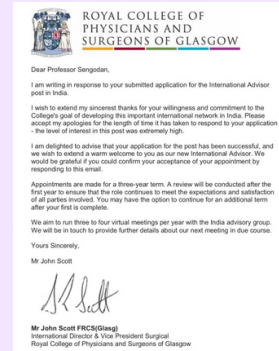 ROYAL COLLEGE OF
PHYSICIANS AND
SURGEONS OF GLASGOW
Dear Professor Sengodan,
I am writing in response to your submitted application for the International Advisor
post in India.
I wish to extend my sincerest thanks for your willingness and commitment to the
College's goal of developing this important international network in India. Please
accept my apologies for the length of time it has taken to respond to your application
- the level of interest in this post was extremely high.
I am delighted to advise that your application for the post has been successful, and
we wish to extend a warm welcome to you as our new International Advisor. We
would be grateful if you could confirm your acceptance of your appointment by
responding to this email.
Appointments are made for a three-year term. A review will be conducted after the
first year to ensure that the role continues to meet the expectations and satisfaction
of all parties involved. You may have the option to continue for an additional term
after your first is complete.
We aim to run three to four virtual meetings per year with the India advisory group.
We will be in touch to provide further details about our next meeting in due course.
Yours Sincerely,
Mr John Scott
Mr John Scott FRCS(Glasg)
International Director & Vice President Surgical
Royal College of Physicians and Surgeons of Glasgow